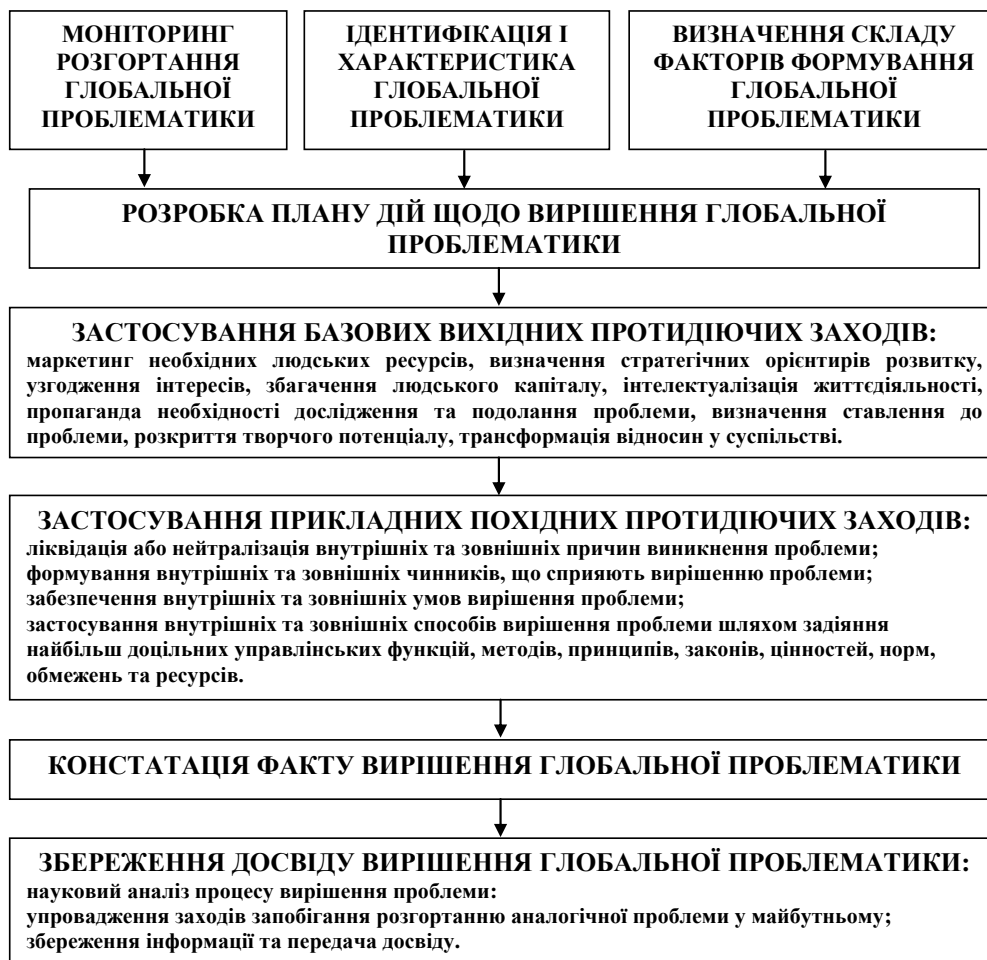 МОНІТОРИНГ
РОЗГОРТАННЯ
ГЛОБАЛЬНОЇ
ПРОБЛЕМАТИКИ
ІДЕНТИФІКАЦІЯ І
ХАРАКТЕРИСТИКА
ГЛОБАЛЬНОЇ
ПРОБЛЕМАТИКИ
ВИЗНАЧЕННЯ СКЛАДУ
ФАКТОРІВ ФОРМУВАННЯ
ГЛОБАЛЬНОЇ
ПРОБЛЕМАТИКИ
РОЗРОБКА ПЛАНУ ДІЙ ЩОДО ВИРІШЕННЯ ГЛОБАЛЬНОЇ
ПРОБЛЕМАТИКИ
ЗАСТОСУВАННЯ БАЗОВИХ ВИХІДНИХ ПРОТИДІЮЧИХ ЗАХОДІВ:
маркетинг необхідних людських ресурсів, визначення стратегічних орієнтирів розвитку,
узгодження інтересів, збагачення людського капіталу, інтелектуалізація життєдіяльності,
пропаганда необхідності дослідження та подолання проблеми, визначення ставлення до
проблеми, розкриття творчого потенціалу, трансформація відносин у суспільстві.
ЗАСТОСУВАННЯ ПРИКЛАДНИХ ПОХІДНИХ ПРОТИДІЮЧИХ ЗАХОДІВ:
ліквідація або нейтралізація внутрішніх та зовнішніх причин виникнення проблеми;
формування внутрішніх та зовнішніх чинників, що сприяють вирішенню проблеми;
забезпечення внутрішніх та зовнішніх умов вирішення проблеми;
застосування внутрішніх та зовнішніх способів вирішення проблеми шляхом задіяння
найбільш доцільних управлінських функцій, методів, принципів, законів, цінностей, норм,
обмежень та ресурсів.
КОНСТАТАЦІЯ ФАКТУ ВИРІШЕННЯ ГЛОБАЛЬНОЇ ПРОБЛЕМАТИКИ
ЗБЕРЕЖЕННЯ ДОСВІДУ ВИРІШЕННЯ ГЛОБАЛЬНОЇ ПРОБЛЕМАТИКИ:
науковий аналіз процесу вирішення проблеми:
упровадження заходів запобігання розгортанню аналогічної проблеми у майбутньому;
збереження інформації та передача досвіду.